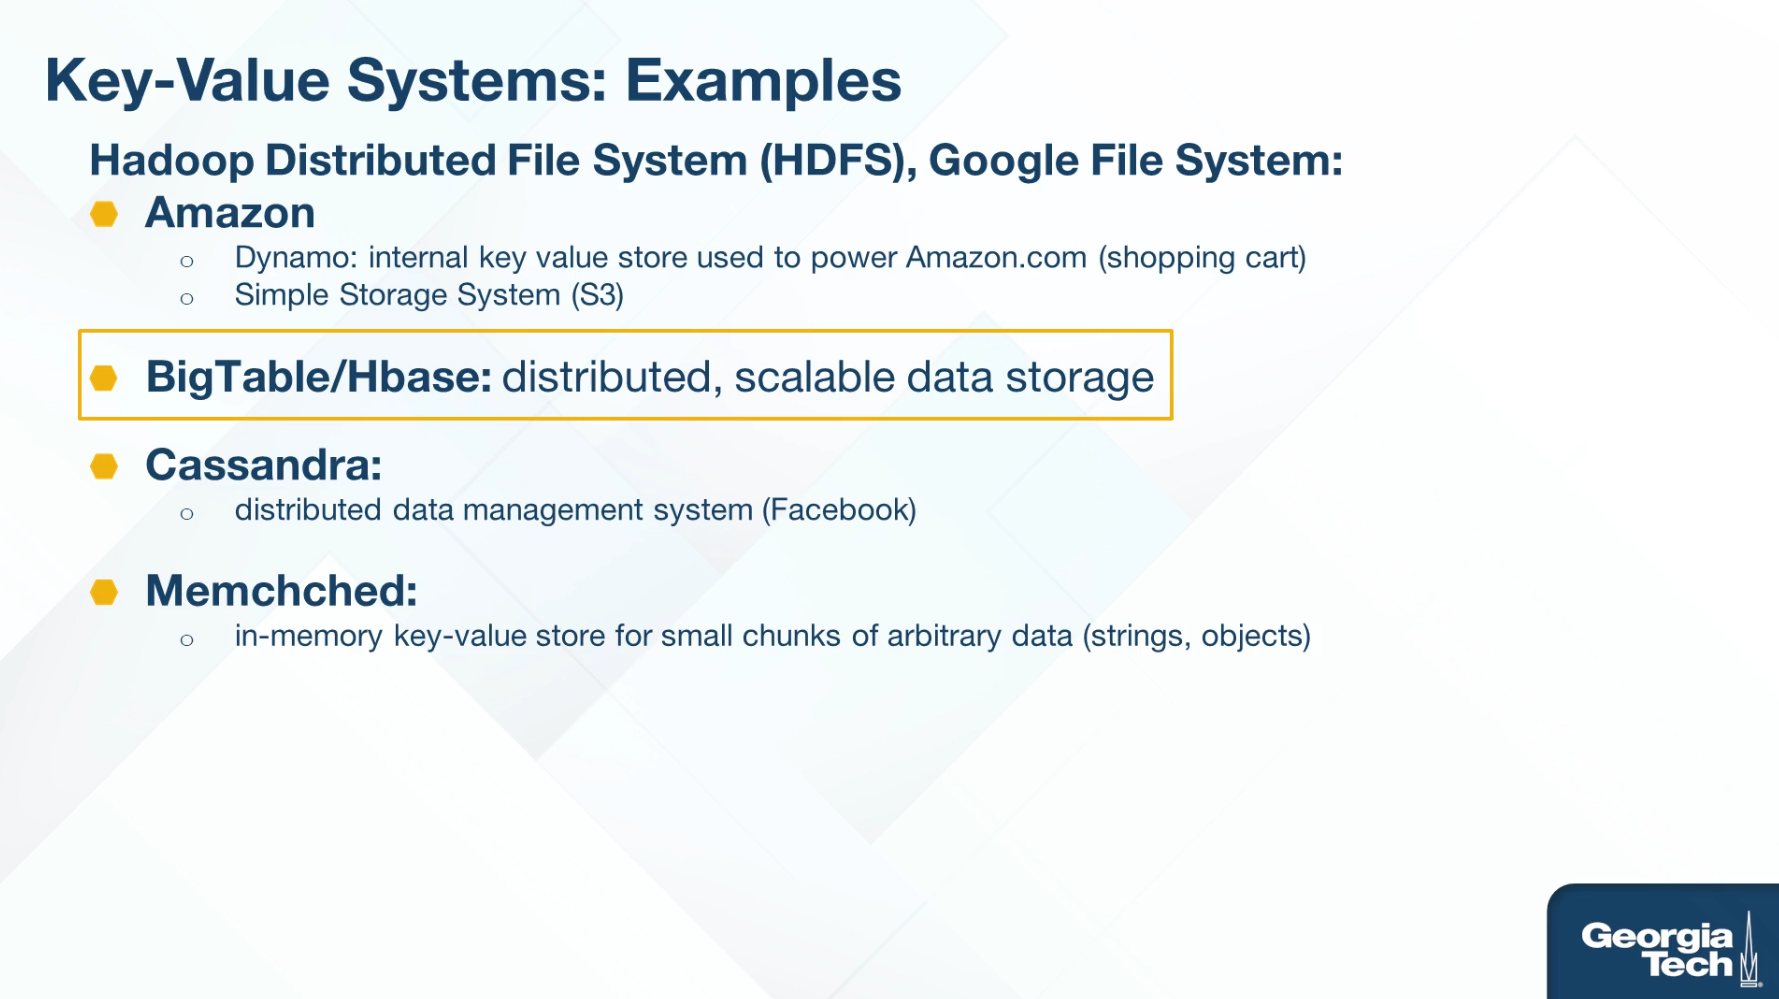 Key-Value Systems: Examples
Hadoop Distributed File System (HDFS), Google File System:
Amazon
Dynamo: internal key value store used to power Amazon.com (shopping cart)
Simple Storage System (S3)
BigTable/Hbase: distributed, scalable data storage
Cassandra:
distributed data management system (Facebook)
Memchched:
in-memory key-value store for small chunks of arbitrary data (strings, objects)
Georgia
Tech